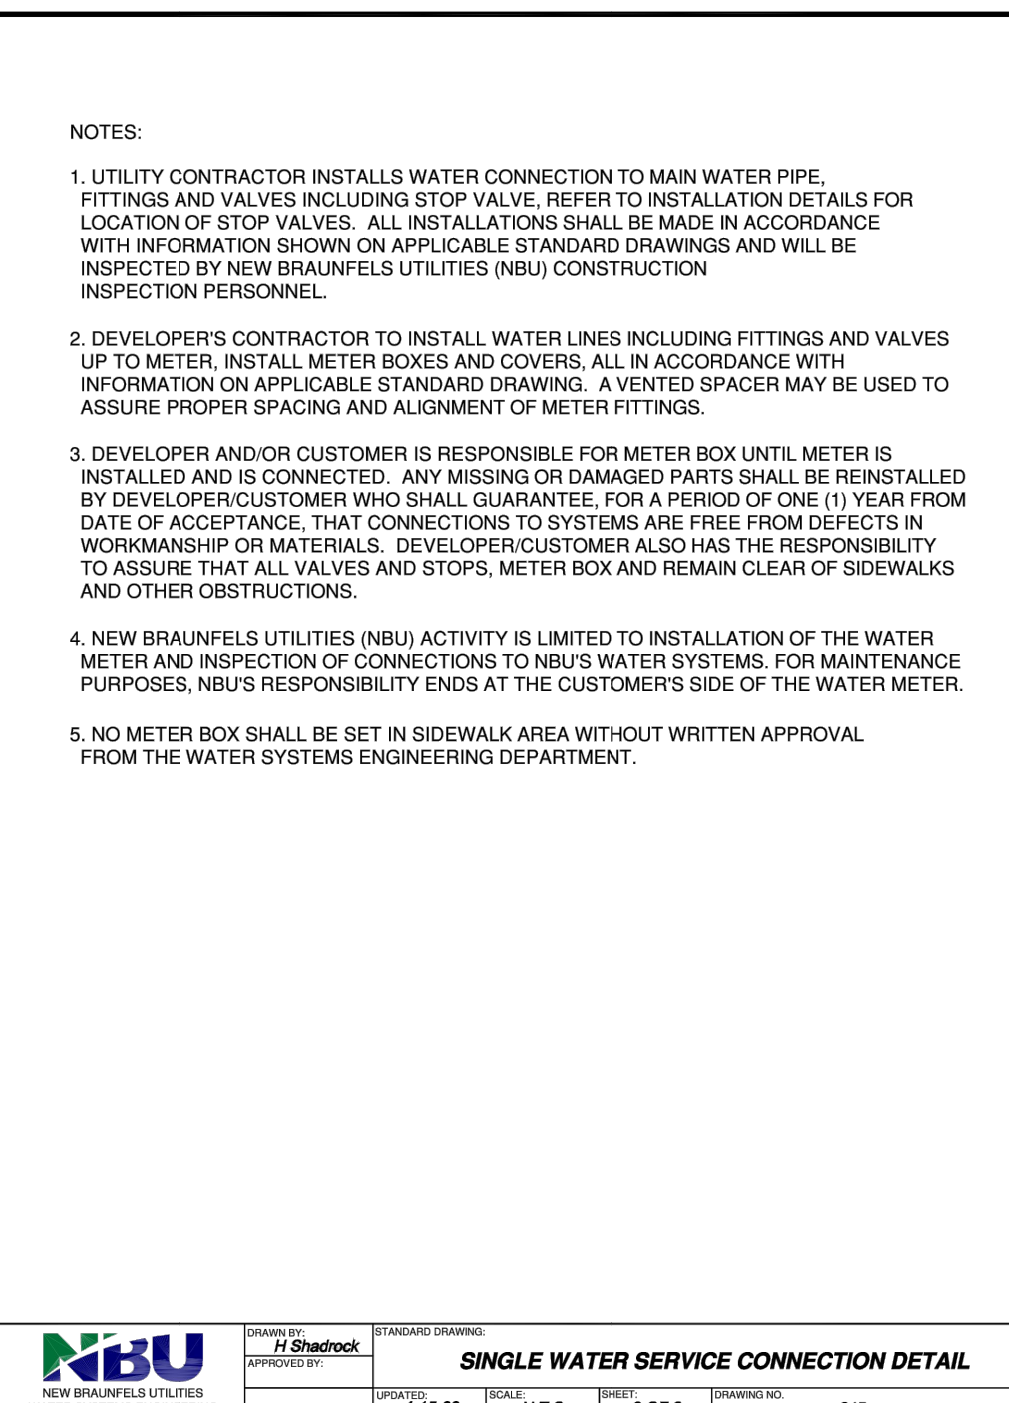 NOTES:
1. UTILITY CONTRACTOR INSTALLS WATER CONNECTION TO MAIN WATER PIPE,
FITTINGS AND VALVES INCLUDING STOP VALVE, REFER TO INSTALLATION DETAILS FOR
LOCATION OF STOP VALVES. ALL INSTALLATIONS SHALL BE MADE IN ACCORDANCE
WITH INFORMATION SHOWN ON APPLICABLE STANDARD DRAWINGS AND WILL BE
INSPECTED BY NEW BRAUNFELS UTILITIES (NBU) CONSTRUCTION
INSPECTION PERSONNEL.
2. DEVELOPER'S CONTRACTOR TO INSTALL WATER LINES INCLUDING FITTINGS AND VALVES
UP TO METER, INSTALL METER BOXES AND COVERS, ALL IN ACCORDANCE WITH
INFORMATION ON APPLICABLE STANDARD DRAWING. A VENTED SPACER MAY BE USED TO
ASSURE PROPER SPACING AND ALIGNMENT OF METER FITTINGS.
3. DEVELOPER AND/OR CUSTOMER IS RESPONSIBLE FOR METER BOX UNTIL METER IS
INSTALLED AND IS CONNECTED. ANY MISSING OR DAMAGED PARTS SHALL BE REINSTALLED
BY DEVELOPER/CUSTOMER WHO SHALL GUARANTEE, FOR A PERIOD OF ONE (1) YEAR FROM
DATE OF ACCEPTANCE, THAT CONNECTIONS TO SYSTEMS ARE FREE FROM DEFECTS IN
WORKMANSHIP OR MATERIALS. DEVELOPER/CUSTOMER ALSO HAS THE RESPONSIBILITY
TO ASSURE THAT ALL VALVES AND STOPS, METER BOX AND REMAIN CLEAR OF SIDEWALKS
AND OTHER OBSTRUCTIONS.
4. NEW BRAUNFELS UTILITIES (NBU) ACTIVITY IS LIMITED TO INSTALLATION OF THE WATER
METER AND INSPECTION OF CONNECTIONS TO NBU'S WATER SYSTEMS. FOR MAINTENANCE
PURPOSES, NBU'S RESPONSIBILITY ENDS AT THE CUSTOMER'S SIDE OF THE WATER METER.
5. NO METER BOX SHALL BE SET IN SIDEWALK AREA WITHOUT WRITTEN APPROVAL
FROM THE WATER SYSTEMS ENGINEERING DEPARTMENT.
NBU
NEW BRAUNFELS UTILITIES
DRAWN BY:
H Shadrock
APPROVED BY:
STANDARD DRAWING:
SINGLE WATER SERVICE CONNECTION DETAIL
UPDATED:
SCALE:
SHEET:
DRAWING NO.